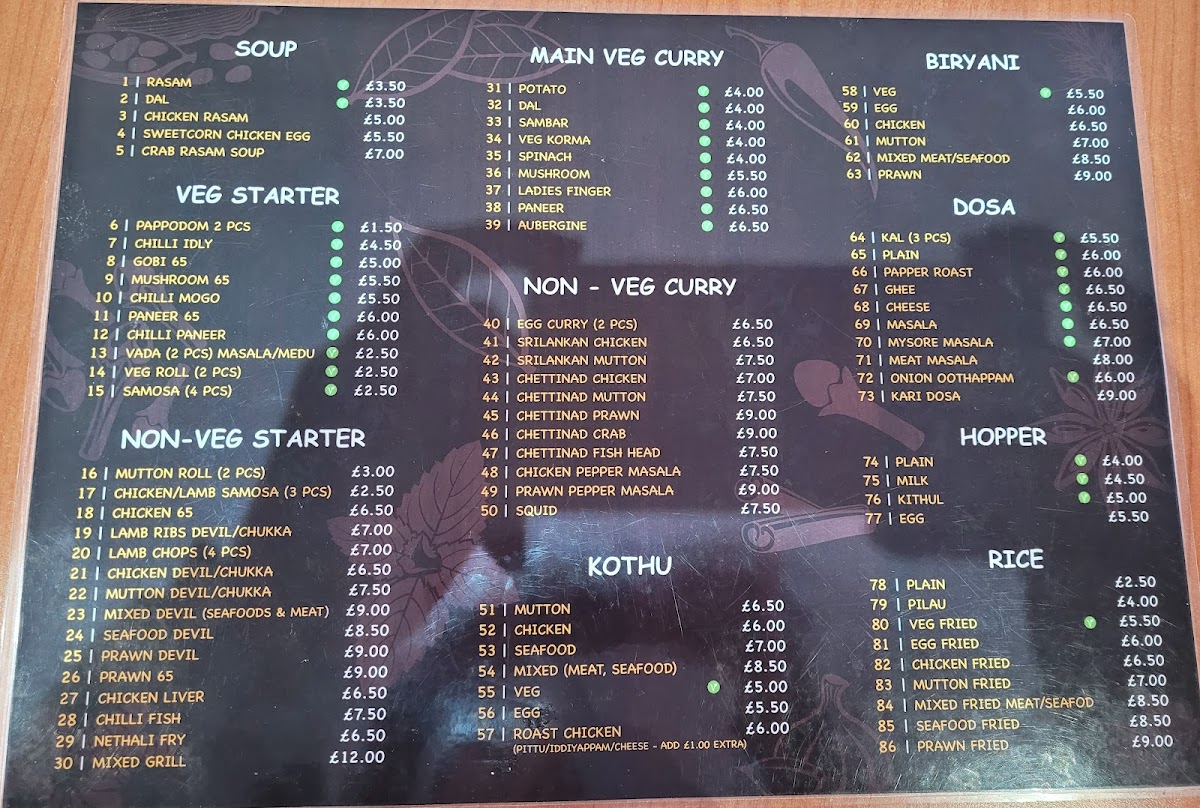 SOUP
1 | RASAM £3.50
2 | DAL £3.50
3 | CHICKEN RASAM £5.00
4 | SWEETCORN CHICKEN EGG £5.50
5 | CRAB RASAM SOUP £7.00
VEG STARTER
6 | PAPPODOM 2 PCS £1.50
7 | CHILLI IDLY £4.50
8 | GOBI 65 £5.00
9 | MUSHROOM 65 £5.50
10 | CHILLI MOGO £5.50
11 | PANEER 65 £6.00
12 | CHILLI PANEER £6.00
13 | VADA (2 PCS) MASALA/MEDU £2.50
14 | VEG ROLL (2 PCS) £2.50
15 | SAMOSA (4 PCS) £2.50
NON-VEG STARTER
16 | MUTTON ROLL (2 PCS) £3.00
17 | CHICKEN/LAMB SAMOSA (3 PCS) £2.50
18 | CHICKEN 65 £6.50
19 | LAMB RIBS DEVIL/CHUKKA £7.00
20 | LAMB CHOPS (4 PCS) £7.00
21 | CHICKEN DEVIL/CHUKKA £6.50
22 | MUTTON DEVIL/CHUKKA £7.50
23 | MIXED DEVIL (SEAFOODS & MEAT) £9.00
24 | SEAFOOD DEVIL £8.50
25 | PRAWN DEVIL £9.00
26 | PRAWN 65 £9.00
27 | CHICKEN LIVER £6.50
28 | CHILLI FISH £7.50
29 | NETHALI FRY £6.50
30 | MIXED GRILL £12.00
MAIN VEG CURRY
31 | POTATO £4.00
32 | DAL £4.00
33 | SAMBAR £4.00
34 | VEG KORMA £4.00
35 | SPINACH £4.00
36 | MUSHROOM £5.50
37 | LADIES FINGER £6.00
38 | PANEER £6.50
39 | AUBERGINE £6.50
NON - VEG CURRY
40 | EGG CURRY (2 PCS) £6.50
41 | SRILANKAN CHICKEN £6.50
42 | SRILANKAN MUTTON £7.50
43 | CHETTINAD CHICKEN £7.00
44 | CHETTINAD MUTTON £7.50
45 | CHETTINAD PRAWN £9.00
46 | CHETTINAD CRAB £9.00
47 | CHETTINAD FISH HEAD £7.50
48 | CHICKEN PEPPER MASALA £7.50
49 | PRAWN PEPPER MASALA £9.00
50 | SQUID £7.50
KOTHU
51 | MUTTON £6.50
52 | CHICKEN £6.00
53 | SEAFOOD £7.00
54 | MIXED (MEAT, SEAFOOD) £8.50
55 | VEG £5.00
56 | EGG £5.50
57 | ROAST CHICKEN £6.00
(PITTU/IDDIYAPPAM/CHEESE - ADD £1.00 EXTRA)
BIRYANI
58 | VEG £5.50
59 | EGG £6.00
60 | CHICKEN £6.50
61 | MUTTON £7.00
62 | MIXED MEAT/SEAFOOD £8.50
63 | PRAWN £9.00
DOSA
64 | KAL (3 PCS) £5.50
65 | PLAIN £6.00
66 | PAPPER ROAST £6.00
67 | GHEE £6.50
68 | CHEESE £6.50
69 | MASALA £6.50
70 | MYSORE MASALA £7.00
71 | MEAT MASALA £8.00
72 | ONION OOTHAPPAM £6.00
73 | KARI DOSA £9.00
HOPPER
74 | PLAIN £4.00
75 | MILK £4.50
76 | KITHUL £5.00
77 | EGG £5.50
RICE
78 | PLAIN £2.50
79 | PILAU £4.00
80 | VEG FRIED £5.50
81 | EGG FRIED £6.00
82 | CHICKEN FRIED £6.50
83 | MUTTON FRIED £7.00
84 | MIXED FRIED MEAT/SEAFOD £8.50
85 | SEAFOOD FRIED £8.50
86 | PRAWN FRIED £9.00